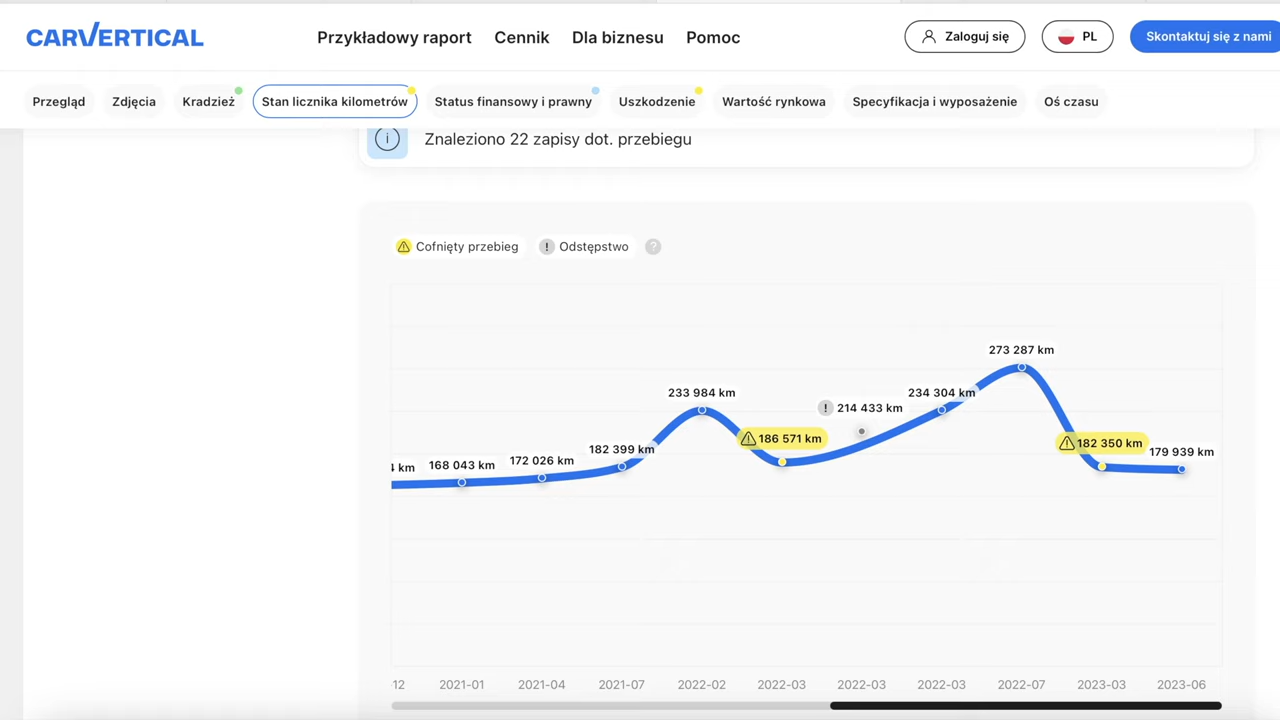 CARVERTICAL
Przykładowy raport
Cennik
Dla biznesu
Pomoc
Zaloguj się
PL
Skontaktuj się z nami
Przegląd
Zdjęcia
Kradzież
Stan licznika kilometrów
Status finansowy i prawny
Uszkodzenie
Wartość rynkowa
Specyfikacja i wyposażenie
Oś czasu
i
Znaleziono 22 zapisy dot. przebiegu
Cofnięty przebieg
! Odstępstwo
?
273 287 km
233 984 km
234 304 km
! 214 433 km
186 571 km
182 350 km
182 399 km
179 939 km
172 026 km
168 043 km
4 km
12
2021-01
2021-04
2021-07
2022-02
2022-03
2022-03
2022-03
2022-07
2023-03
2023-06